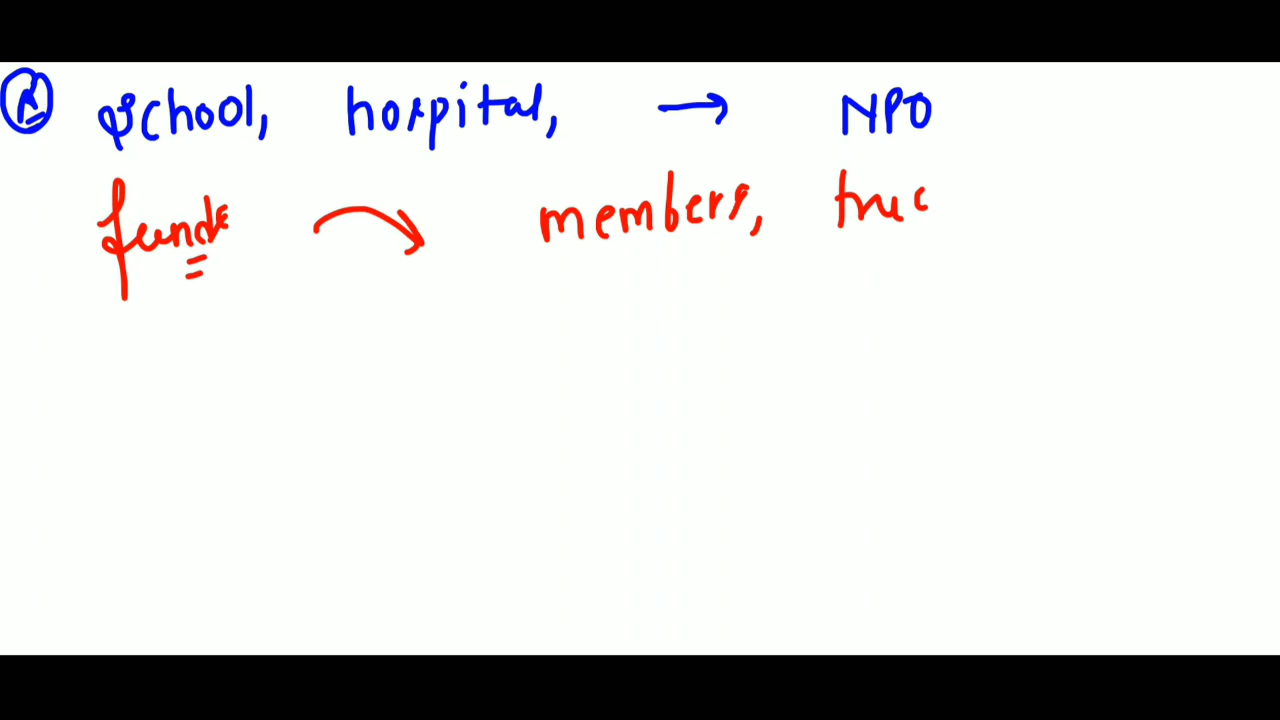 School, hospital, → NPO
funds members,